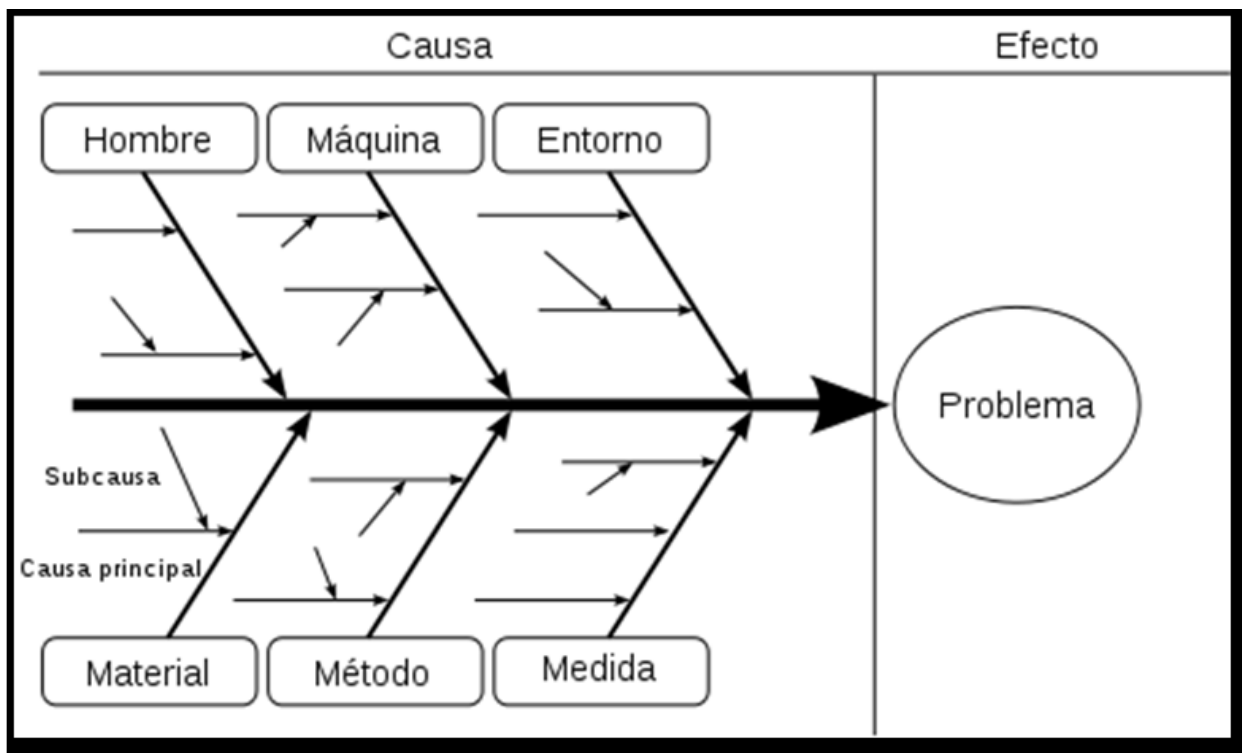 Causa
Efecto
Hombre
Máquina
Entorno
Problema
Subcausa
Causa principal
Material
Método
Medida